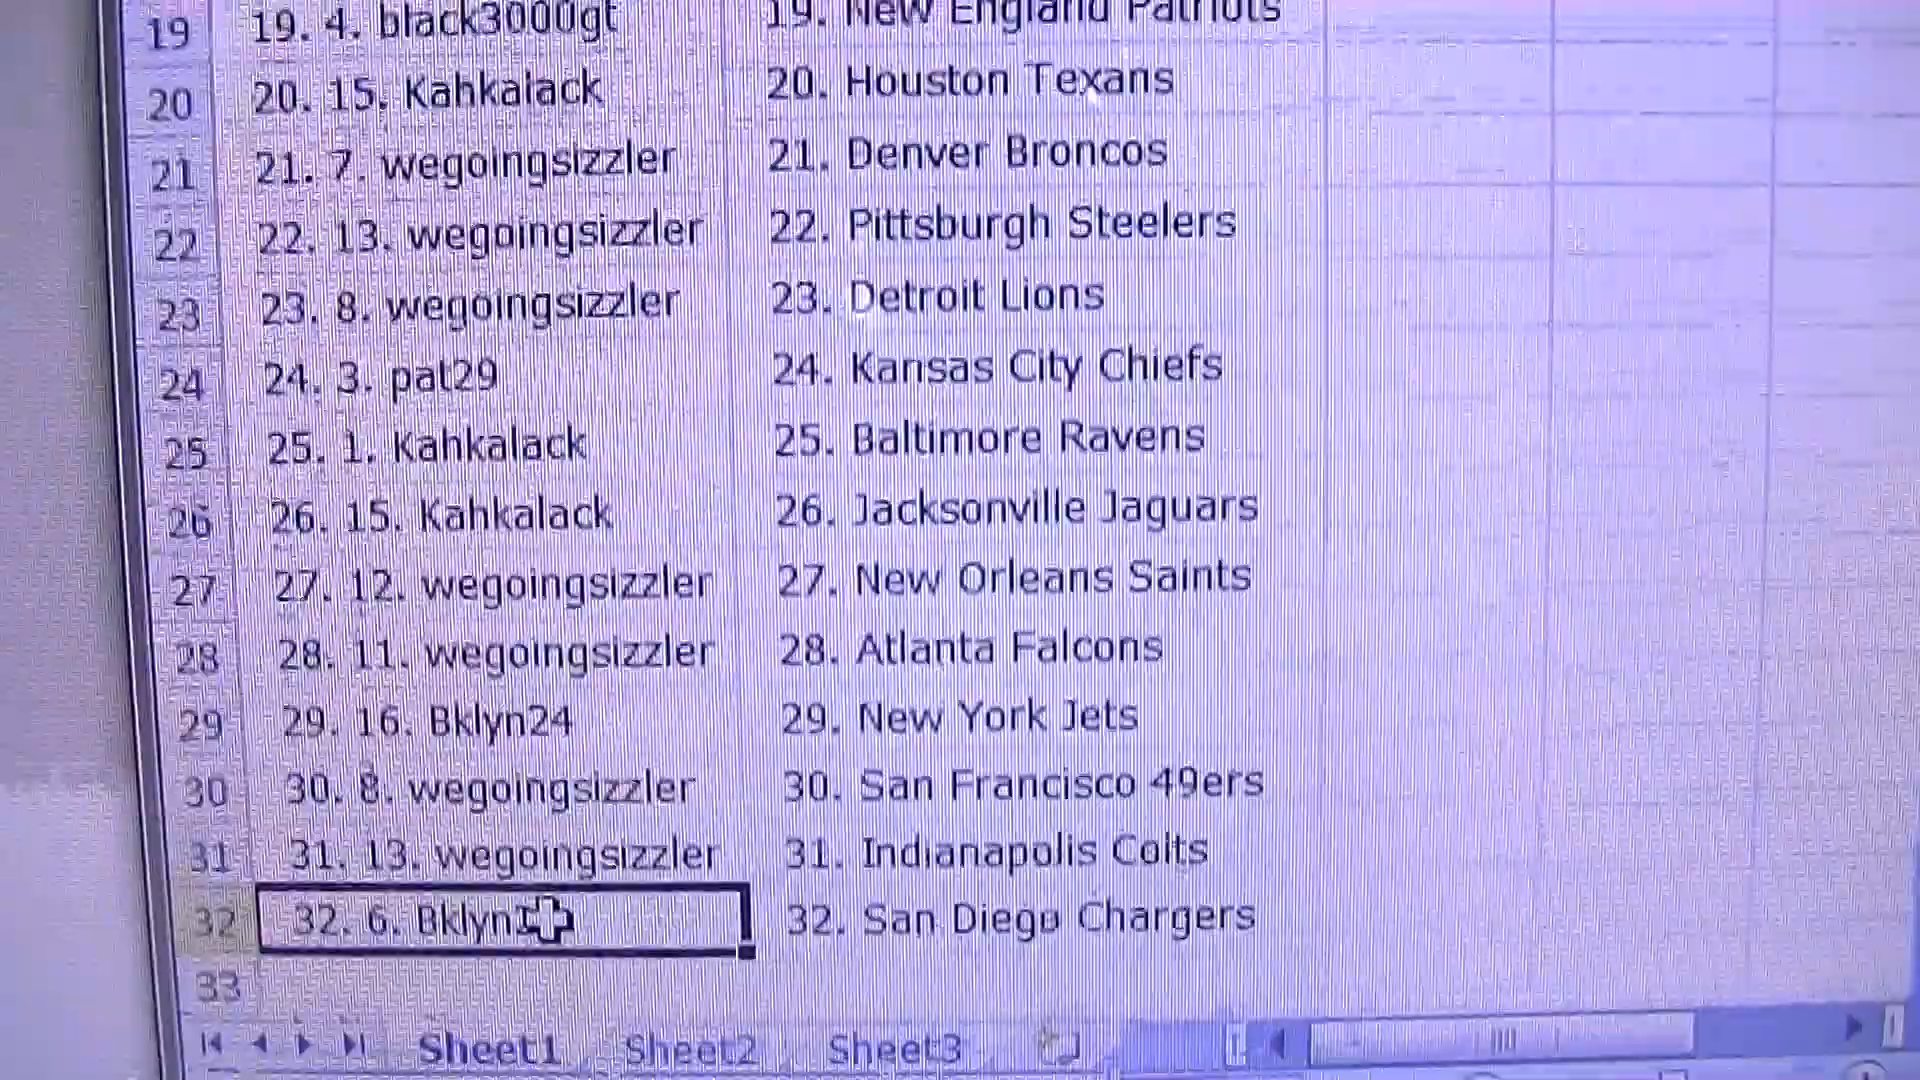 19 19. 4. black3000gt 19. New England Patriots
20 20. 15. Kahkalack 20. Houston Texans
21 21. 7. wegoingsizzler 21. Denver Broncos
22 22. 13. wegoingsizzler 22. Pittsburgh Steelers
23 23. 8. wegoingsizzler 23. Detroit Lions
24 24. 3. pat29 24. Kansas City Chiefs
25 25. 1. Kahkalack 25. Baltimore Ravens
26 26. 15. Kahkalack 26. Jacksonville Jaguars
27 27. 12. wegoingsizzler 27. New Orleans Saints
28 28. 11. wegoingsizzler 28. Atlanta Falcons
29 29. 16. Bklyn24 29. New York Jets
30 30. 8. wegoingsizzler 30. San Francisco 49ers
31 31. 13. wegoingsizzler 31. Indianapolis Colts
32 32. 6. 32. San Diego Chargers
33
Sheet1 Sheet2 Sheet3